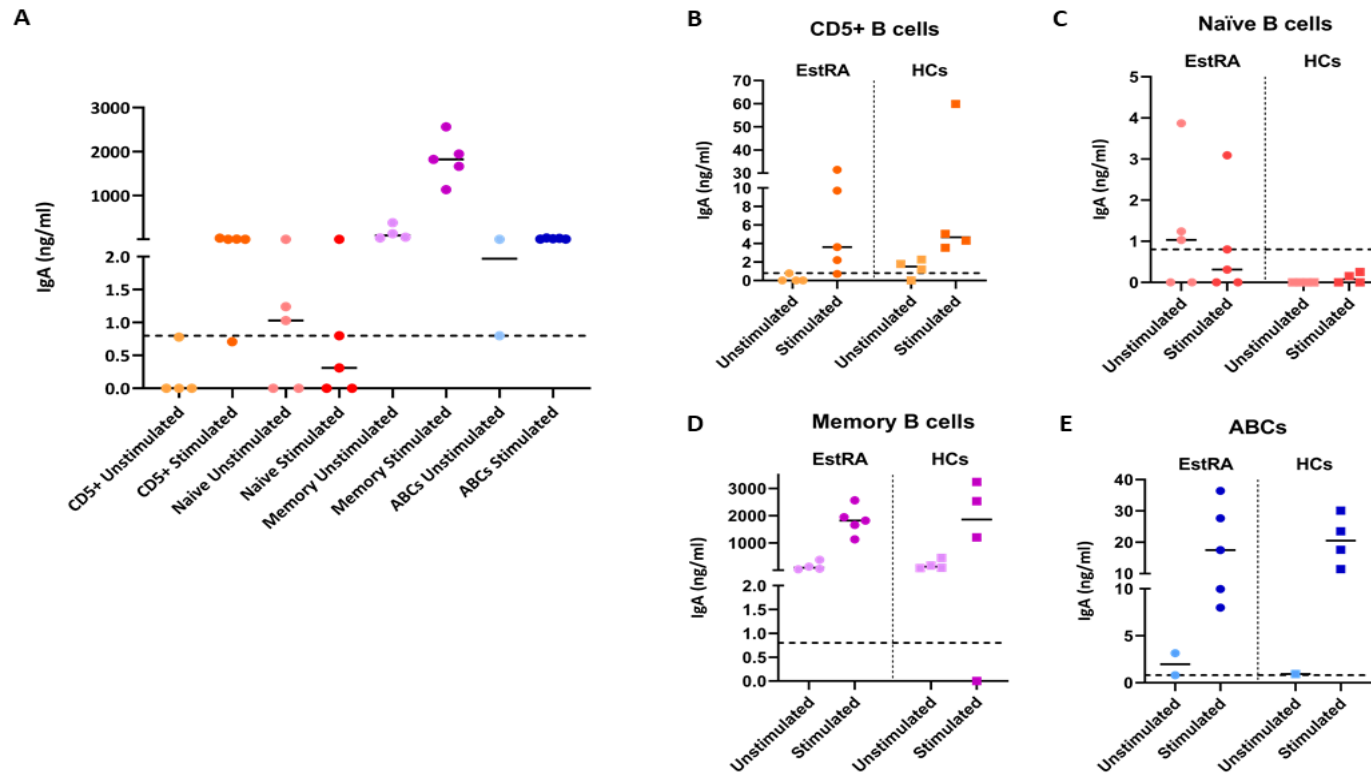 A
IgA (ng/ml)
3000
2000
1000
2.0
1.5
1.0
0.5
0.0
CD5+ Unstimulated
CD5+ Stimulated
Naive Unstimulated
Naive Stimulated
Memory Unstimulated
Memory Stimulated
ABCs Unstimulated
ABCs Stimulated
B
CD5+ B cells
EstRA HCs
IgA (ng/ml)
70
60
50
40
30
20
10
10
8
6
4
2
0
Unstimulated
Stimulated
Unstimulated
Stimulated
C
Naïve B cells
EstRA HCs
IgA (ng/ml)
5
4
3
2
1
0
Unstimulated
Stimulated
Unstimulated
Stimulated
D
Memory B cells
EstRA HCs
IgA (ng/ml)
3000
2000
1000
2.0
1.5
1.0
0.5
0.0
Unstimulated
Stimulated
Unstimulated
Stimulated
E
ABCs
EstRA HCs
IgA (ng/ml)
40
30
20
10
10
5
0
Unstimulated
Stimulated
Unstimulated
Stimulated